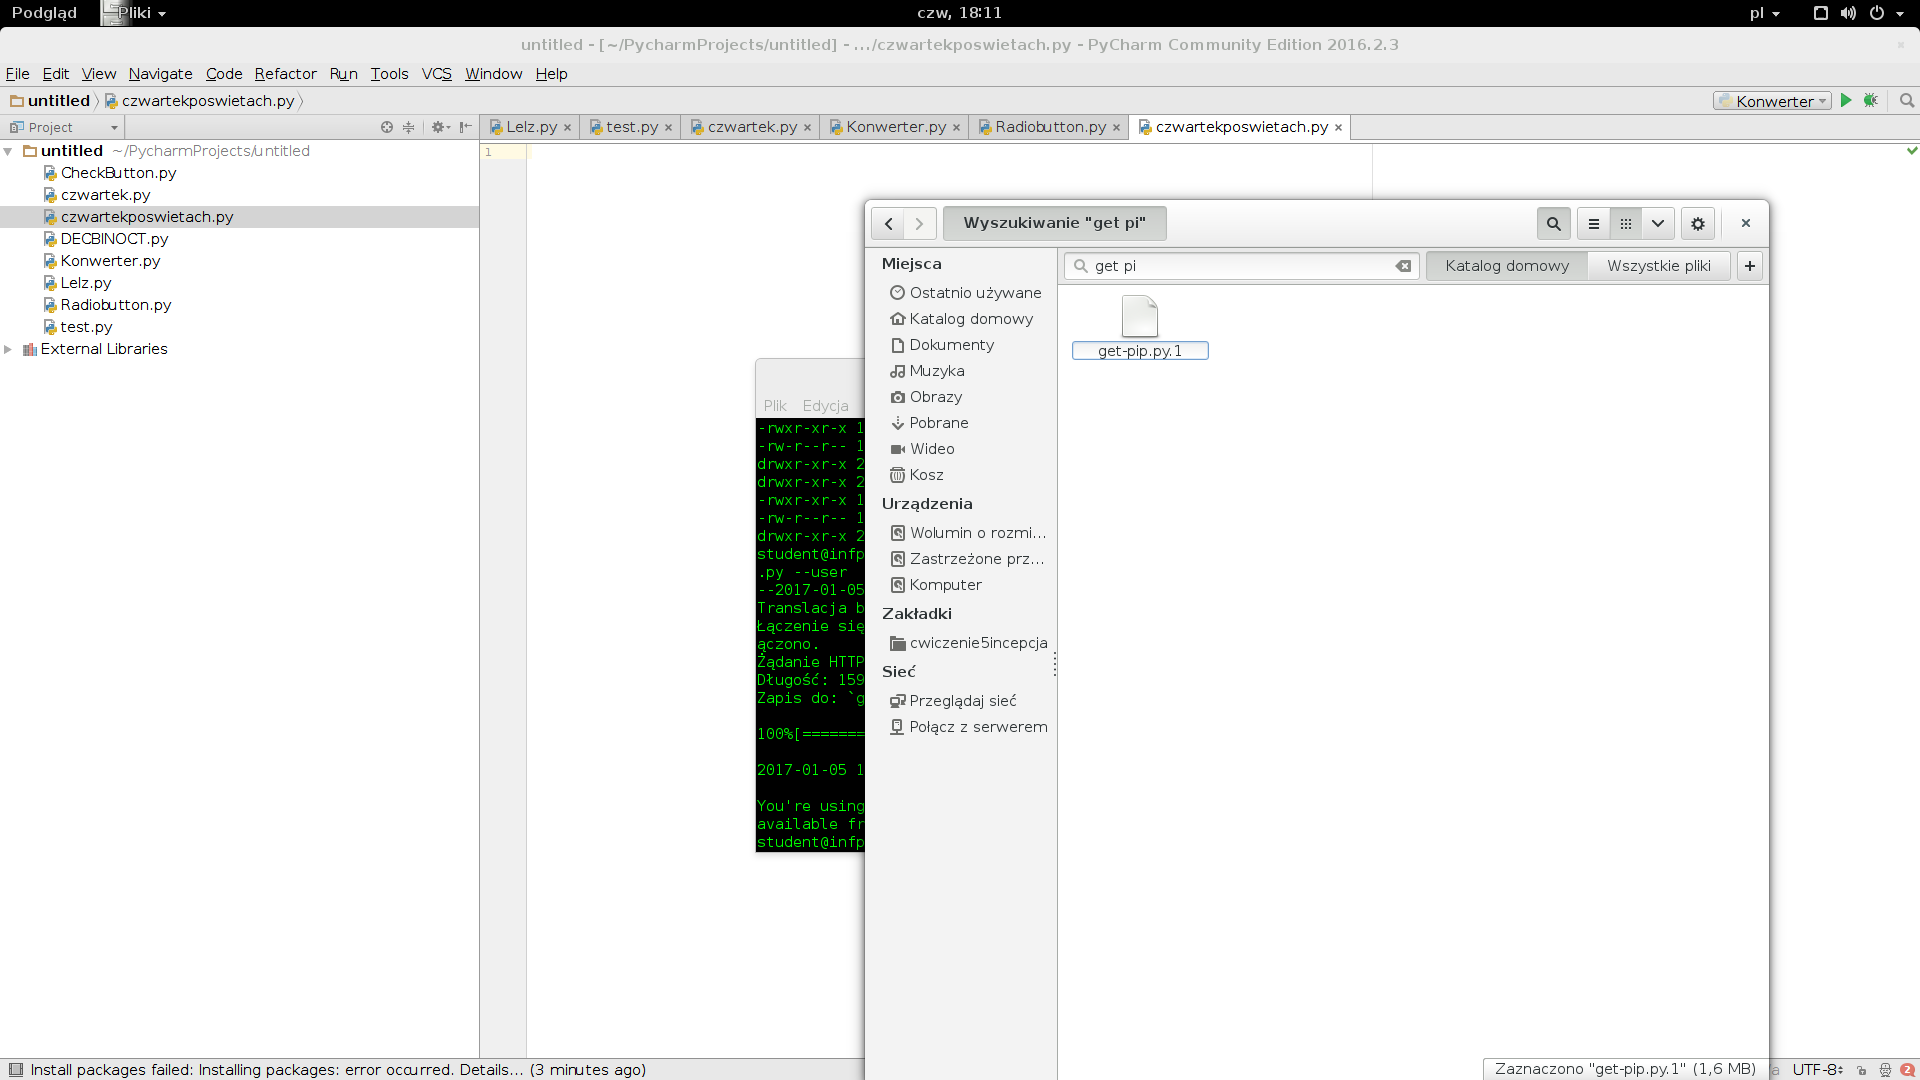 Podgląd Pliki czw, 18:11 pl
untitled - [~/PycharmProjects/untitled] - .../czwartekposwietach.py - PyCharm Community Edition 2016.2.3
File Edit View Navigate Code Refactor Run Tools VCS Window Help
untitled czwartekposwietach.py Konwerter
Project Lelz.py test.py czwartek.py Konwerter.py Radiobutton.py czwartekposwietach.py
untitled ~/PycharmProjects/untitled
CheckButton.py
czwartek.py
czwartekposwietach.py
DECBINOCT.py
Konwerter.py
Lelz.py
Radiobutton.py
test.py
External Libraries
1
Plik Edycja
-rwxr-xr-x 1
-rw-r--r-- 1
drwxr-xr-x 2
drwxr-xr-x 2
-rwxr-xr-x 1
-rw-r--r-- 1
drwxr-xr-x 2
student@infp
.py --user
--2017-01-05
Translacja b
Łączenie się
ączono.
Żądanie HTTP
Długość: 159
Zapis do: `g
100%[=======
2017-01-05 1
You're using
available fr
student@infp
Wyszukiwanie "get pi"
get pi
Katalog domowy Wszystkie pliki +
Miejsca
Ostatnio używane
Katalog domowy
Dokumenty
Muzyka
Obrazy
Pobrane
Wideo
Kosz
Urządzenia
Wolumin o rozmi...
Zastrzeżone prz...
Komputer
Zakładki
cwiczenie5incepcja
Sieć
Przeglądaj sieć
Połącz z serwerem
get-pip.py.1
Install packages failed: Installing packages: error occurred. Details... (3 minutes ago)
Zaznaczono "get-pip.py.1" (1,6 MB)
UTF-8
2